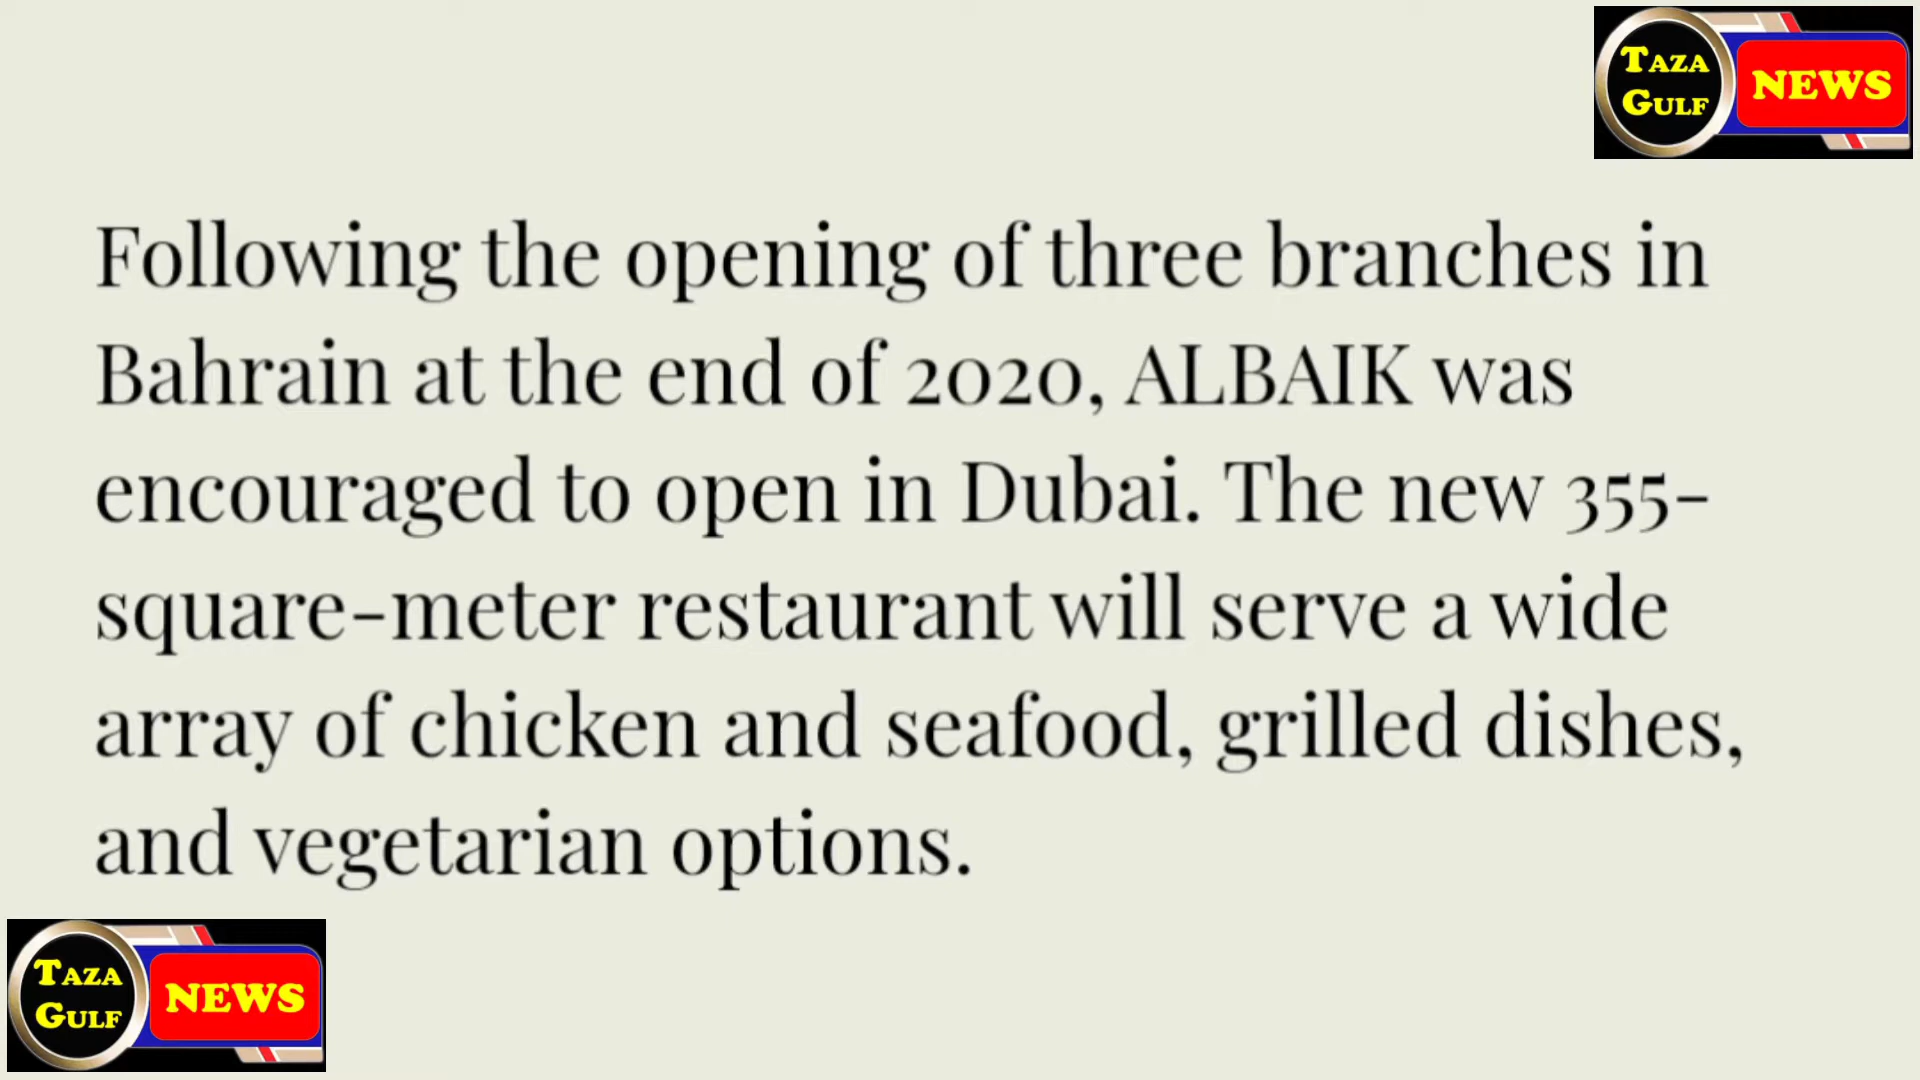 TAZA
GULF
NEWS
Following the opening of three branches in
Bahrain at the end of 2020, ALBAIK was
encouraged to open in Dubai. The new 355-
square-meter restaurant will serve a wide
array of chicken and seafood, grilled dishes,
and vegetarian options.
TAZA
GULF
NEWS